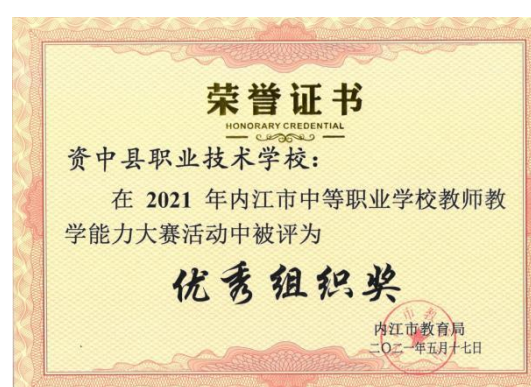 荣誉证书
HONORARY CREDENTIAL
资中县职业技术学校：
在 2021 年内江市中等职业学校教师教
学能力大赛活动中被评为
优秀组织奖
内江市教育局
二〇二一年五月十七日